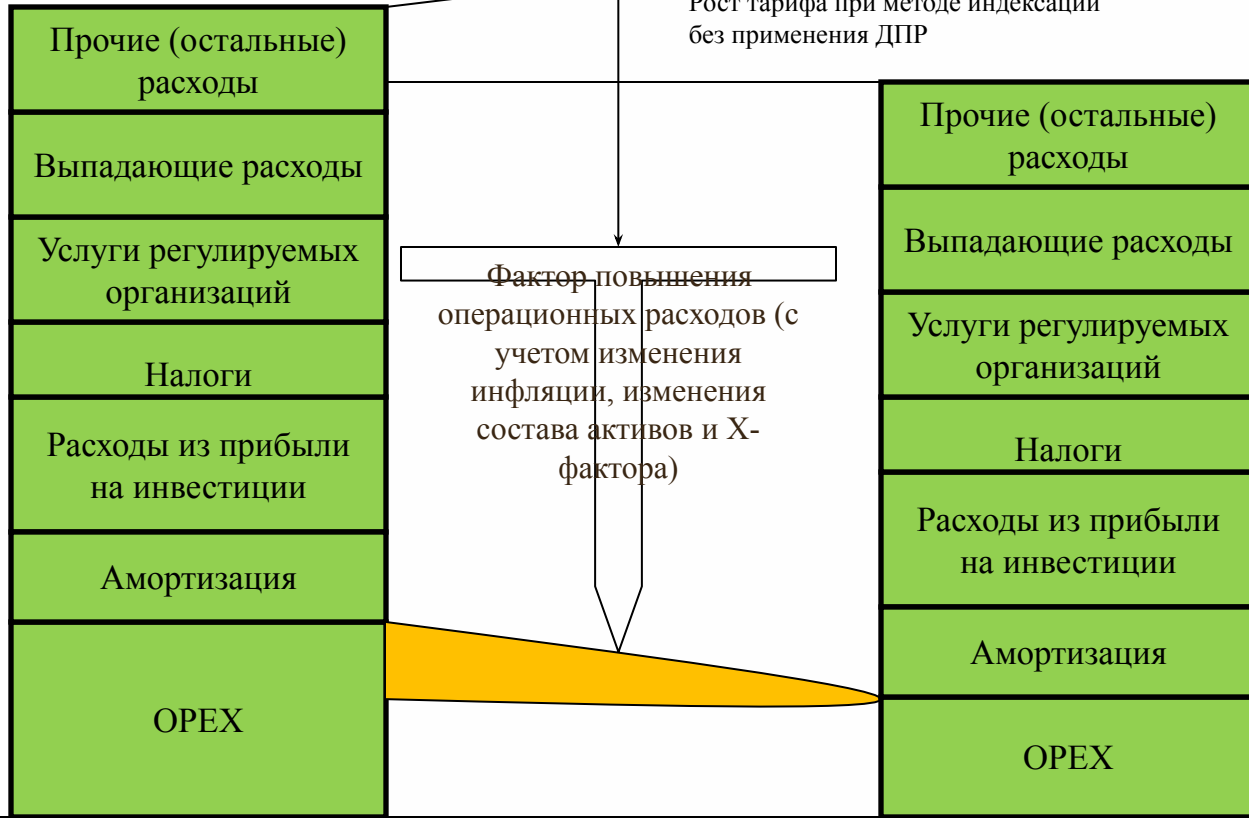 Рост тарифа при методе индексации
без применения ДПР
Прочие (остальные)
расходы
Выпадающие расходы
Услуги регулируемых
организаций
Налоги
Расходы из прибыли
на инвестиции
Амортизация
OPEX
Фактор повышения
операционных расходов (с
учетом изменения
инфляции, изменения
состава активов и X-
фактора)
Прочие (остальные)
расходы
Выпадающие расходы
Услуги регулируемых
организаций
Налоги
Расходы из прибыли
на инвестиции
Амортизация
OPEX